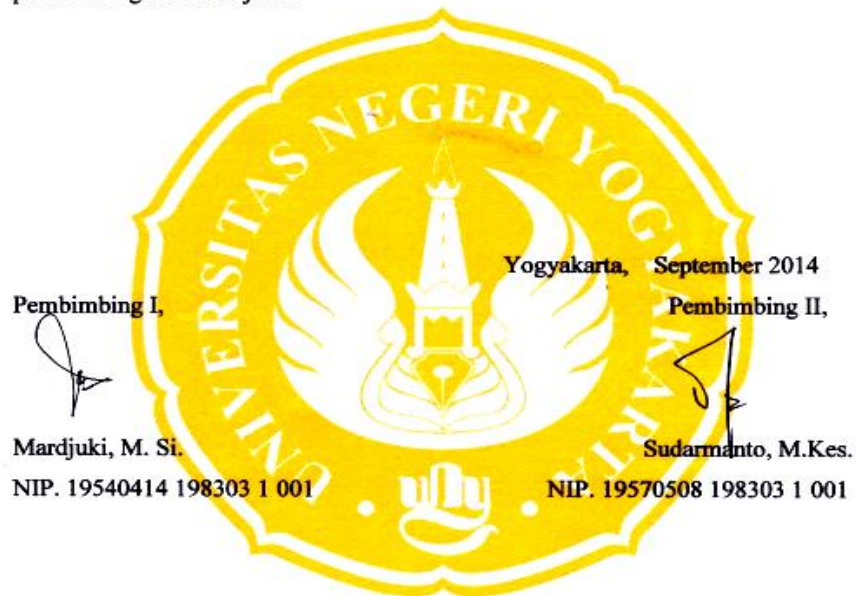 UNIVERSITAS NEGERI YOGYAKARTA
Yogyakarta, September 2014
Pembimbing I, Pembimbing II,
Mardjuki, M. Si. Sudarmanto, M.Kes.
NIP. 19540414 198303 1 001 NIP. 19570508 198303 1 001
uny